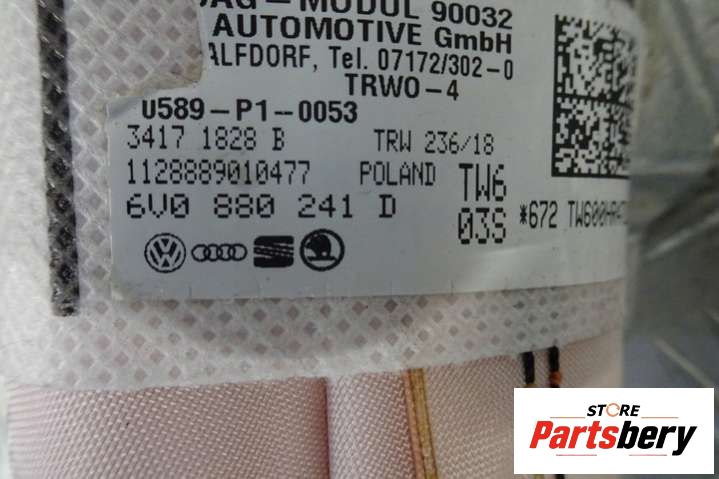 MODUL 90032
AUTOMOTIVE GmbH
ALFDORF, Tel. 07172/302-0
TRWO-4
U589-P1-0053
3417 1828 B TRW 236/18
1128889010477 POLAND TW6
6V0 880 241 D 03S *672
STORE
Partsbery